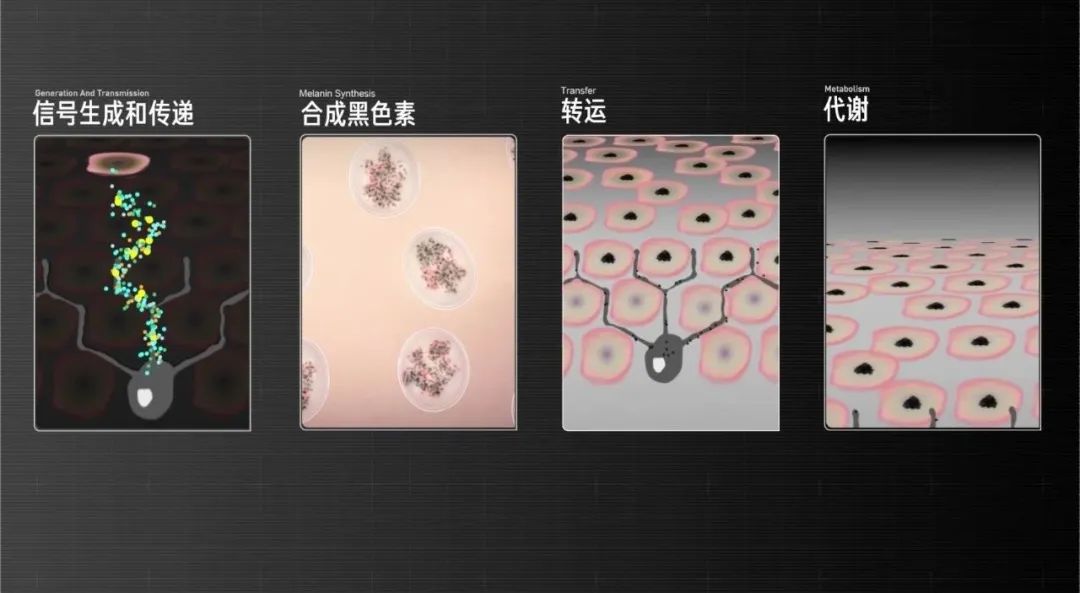 Generation And Transmission
信号生成和传递
Melanin Synthesis
合成黑色素
Transfer
转运
Metabolism
代谢